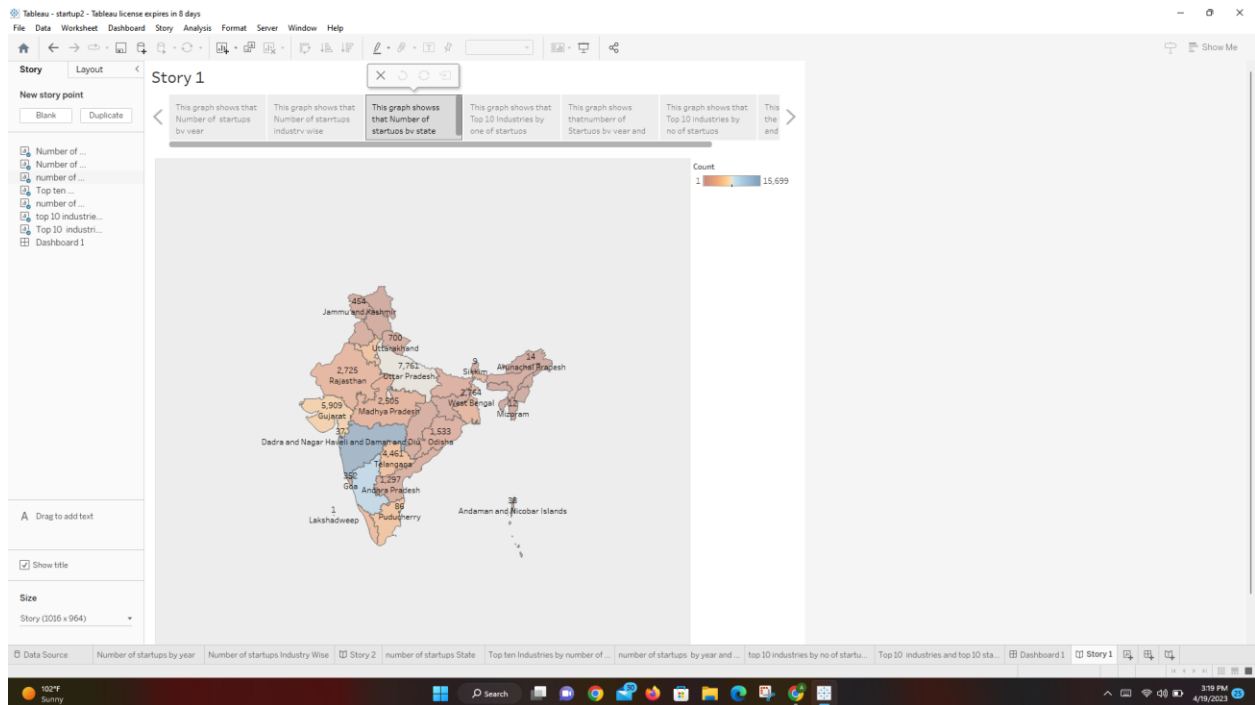 Tableau - startup2 - Tableau license expires in 8 days
File Data Worksheet Dashboard Story Analysis Format Server Window Help
Show Me
Story Layout
New story point
Blank Duplicate
Number of ...
Number of ...
number of ...
Top ten ...
number of ...
top 10 industrie...
Top 10 industri...
Dashboard 1
A Drag to add text
Show title
Size
Story (1016 x 964)
Story 1
This graph shows that
Number of startups
by year
This graph shows that
Number of starrtups
industry wise
This graph showss
that Number of
startups by state
This graph shows that
Top 10 Industries by
one of startuos
This graph shows
thatnumberr of
Startups by year and
This graph shows that
Top 10 industries by
no of startuos
This
the
and
Count
1 15,699
454
Jammu and Kashmir
700
Uttarakhand
7,761
Uttar Pradesh
9
Sikkim
14
Arunachal Prapesh
2,725
Rajasthan
2,505
Madhya Pradesh
2,764
West Bengal
12
Mizoram
5,909
Gujarat
37
Dadra and Nagar Haveli and Daman and Diu
1,533
Odisha
4,461
Telangana
352
Goa
1,297
Andhra Pradesh
86
Puducherry
1
Lakshadweep
38
Andaman and Nicobar Islands
Data Source Number of startups by year Number of startups Industry Wise Story 2 number of startups State Top ten Industries by number of ... number of startups by year and ... top 10 industries by no of startu... Top 10 industries and top 10 sta... Dashboard 1 Story 1
102°F
Sunny
Search
3:19 PM
4/19/2023